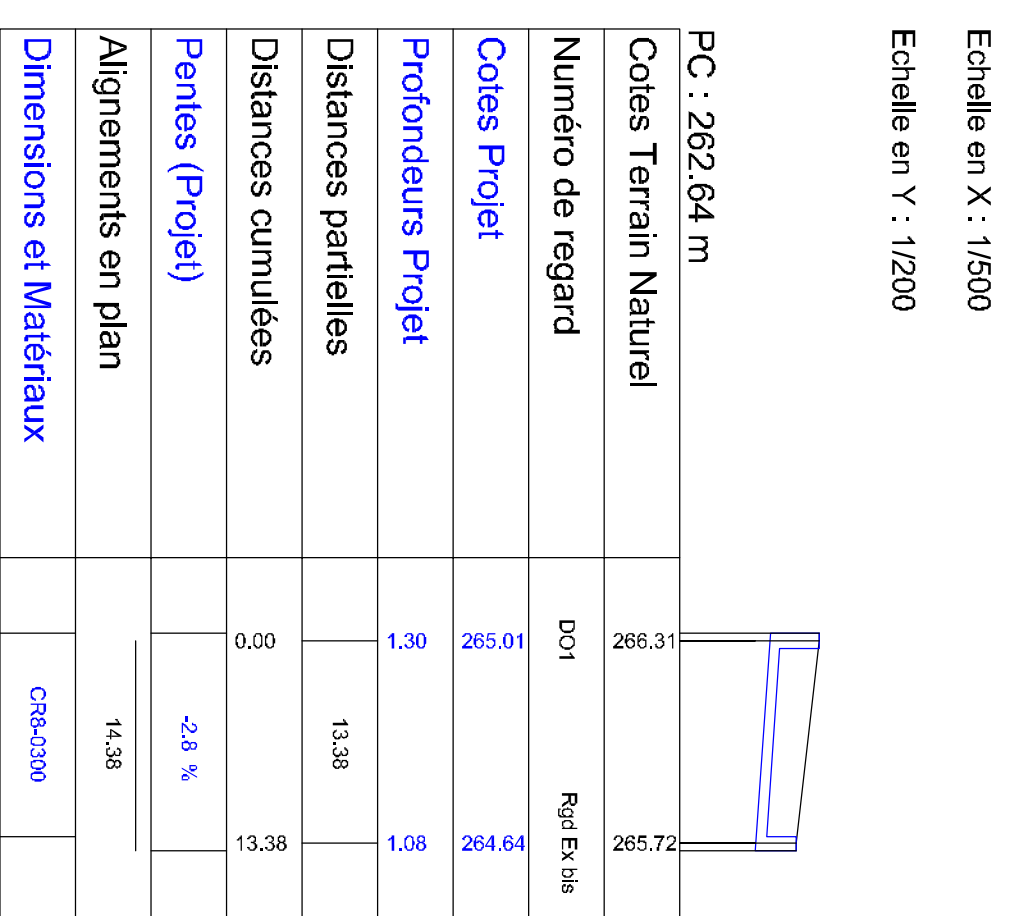 Echelle en X : 1/500
Echelle en Y : 1/200
PC : 262.64 m
Cotes Terrain Naturel 266.31 265.72
Numéro de regard DO1 Rgd Ex bis
Cotes Projet 265.01 264.64
Profondeurs Projet 1.30 1.08
Distances partielles 13.38
Distances cumulées 0.00 13.38
Pentes (Projet) -2.8 %
Alignements en plan 14.38
Dimensions et Matériaux CR8-0300